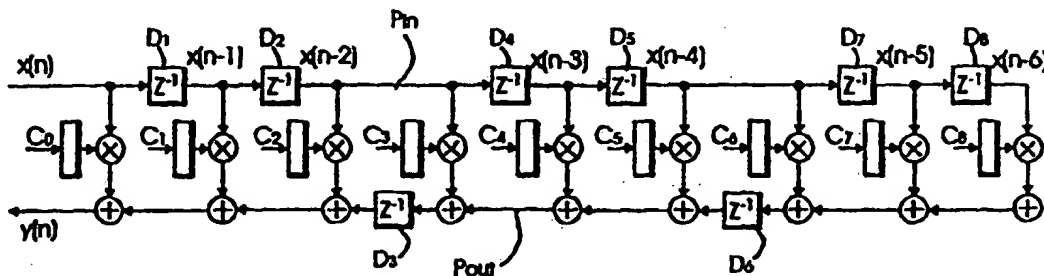 Pin
D1 D2 D4 D5 D7 D8
x(n) x(n-1) x(n-2) x(n-3) x(n-4) x(n-5) x(n-6)
Z⁻¹ Z⁻¹ Z⁻¹ Z⁻¹ Z⁻¹ Z⁻¹
C0 C1 C2 C3 C4 C5 C6 C7 C8
Z⁻¹ Z⁻¹
y(n) D3 Pout D6